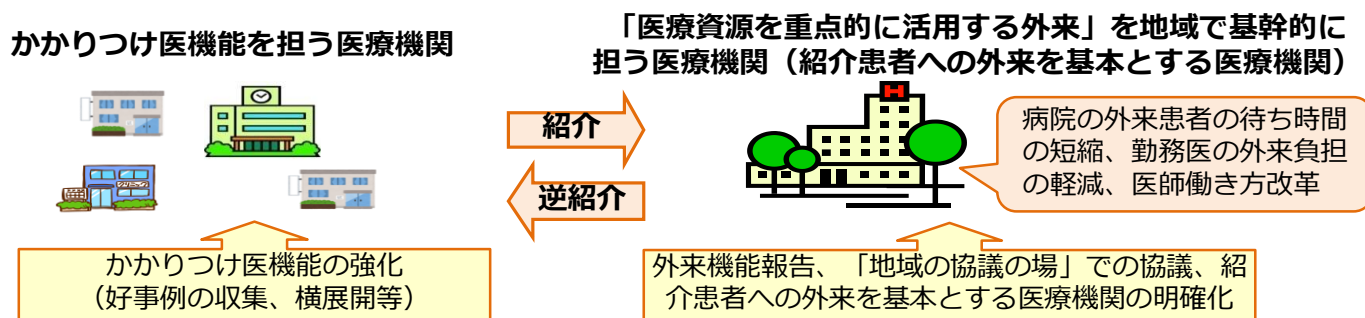 かかりつけ医機能を担う医療機関
「医療資源を重点的に活用する外来」を地域で基幹的に
担う医療機関（紹介患者への外来を基本とする医療機関）
紹介
逆紹介
H
病院の外来患者の待ち時間
の短縮、勤務医の外来負担
の軽減、医師働き方改革
かかりつけ医機能の強化
（好事例の収集、横展開等）
外来機能報告、「地域の協議の場」での協議、紹
介患者への外来を基本とする医療機関の明確化